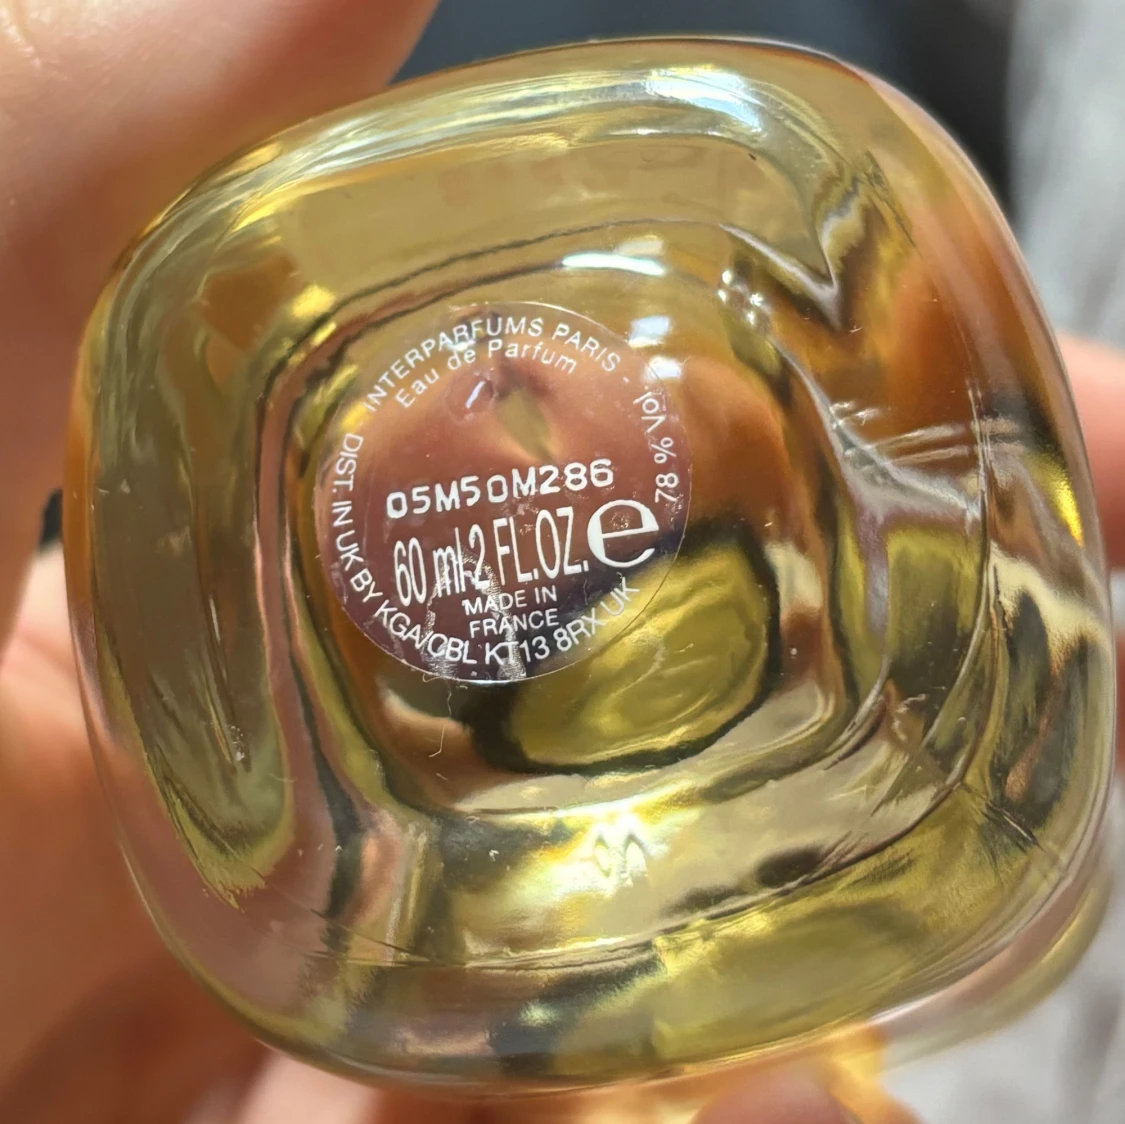 INTERPARFUMS PARIS - 78 % Vol.
Eau de Parfum
05M50M286
60 ml-2 FL.OZ. e
MADE IN
FRANCE
DIST. IN UK BY KGA/CBL KT13 8RX UK